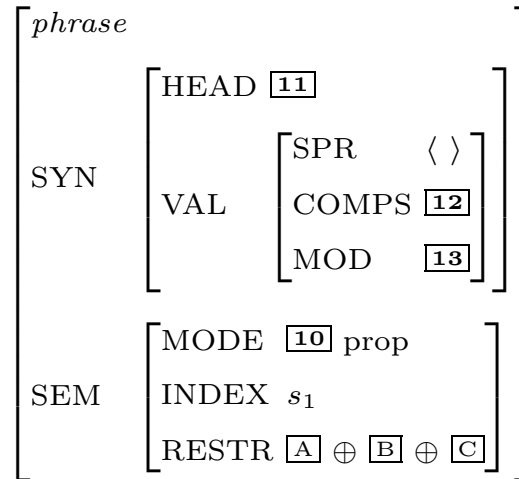 phrase
HEAD 11
SPR ⟨ ⟩
SYN
VAL COMPS 12
MOD 13
MODE 10 prop
SEM INDEX s1
RESTR A ⊕ B ⊕ C